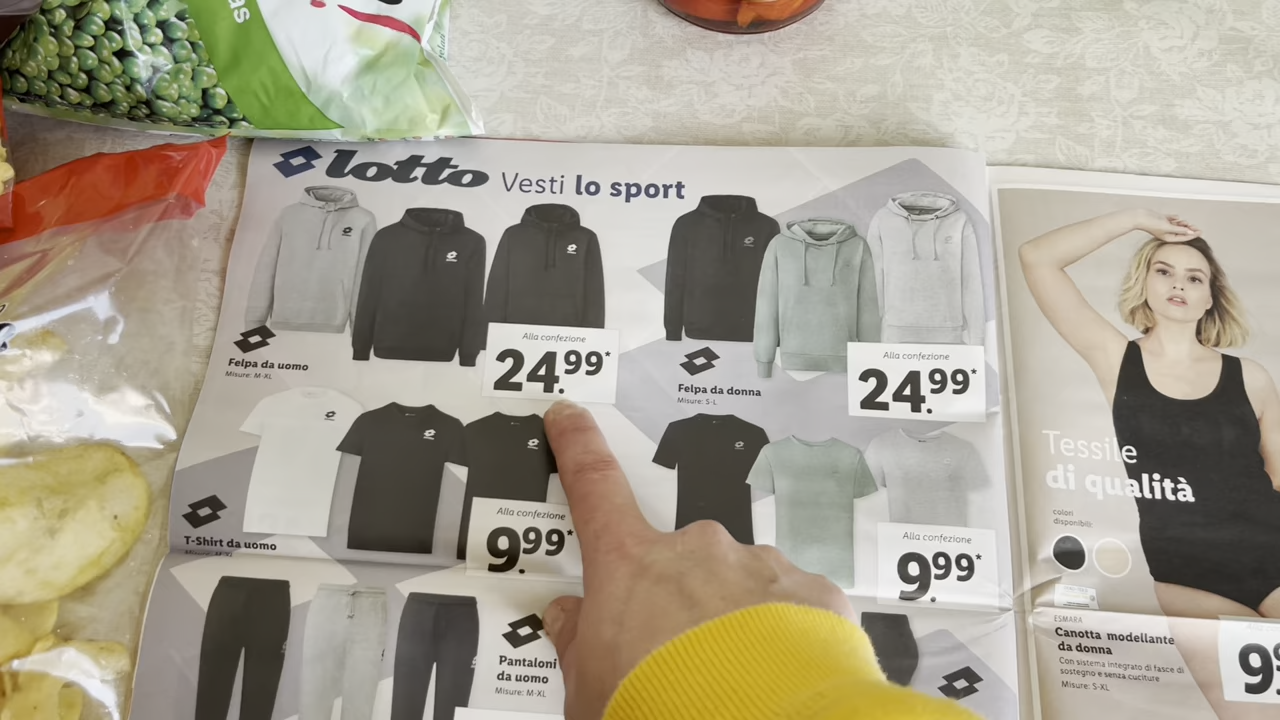 as
lotto Vesti lo sport
Felpa da uomo
Misure: M-XL
Alla confezione
24.99*
Felpa da donna
Misure: S-L
Alla confezione
24.99*
T-Shirt da uomo
Alla confezione
9.99*
Alla confezione
9.99*
Pantaloni
da uomo
Misure: M-XL
Tessile
di qualità
colori
disponibili:
ESMARA
Canotta modellante
da donna
Con sistema integrato di fasce di
sostegno e senza cuciture
Misure: S-XL